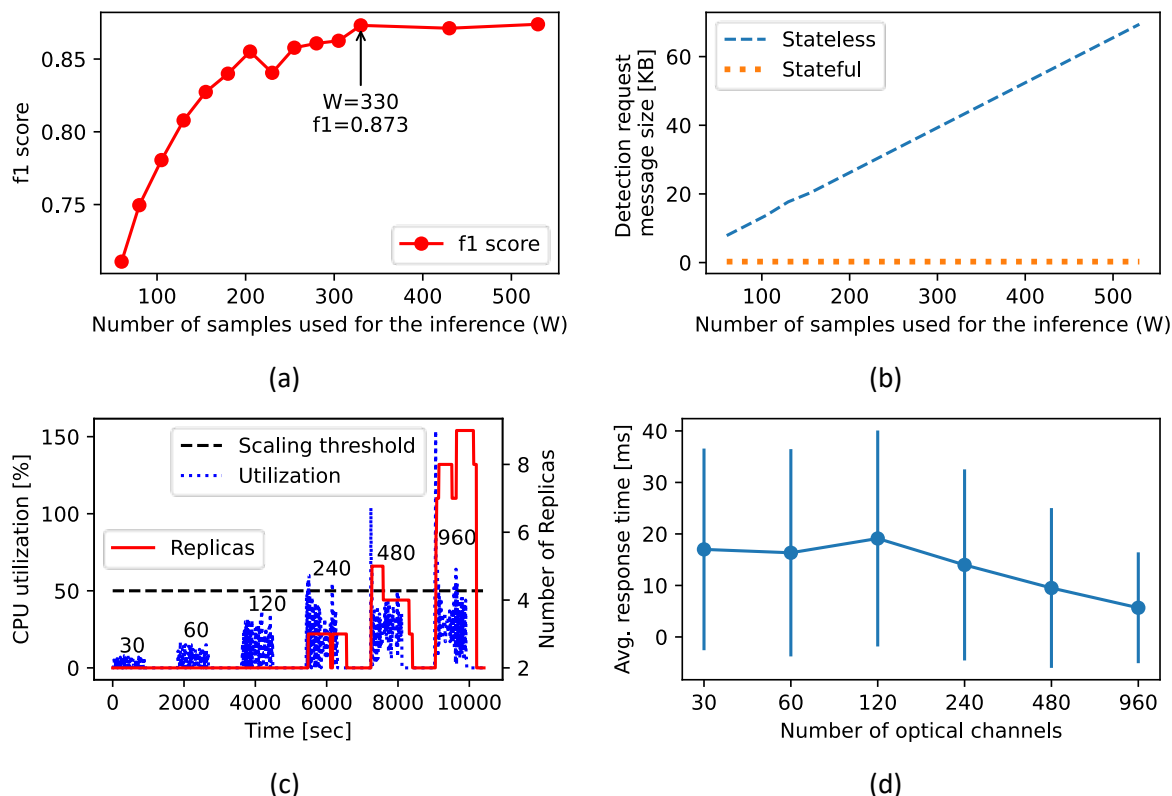 f1 score
0.85
0.80
0.75
W=330
f1=0.873
f1 score
100 200 300 400 500
Number of samples used for the inference (W)
(a)
Detection request
message size [KB]
60
40
20
0
Stateless
Stateful
100 200 300 400 500
Number of samples used for the inference (W)
(b)
CPU utilization [%]
150
100
50
0
Scaling threshold
Utilization
Replicas
30 60 120 240 480 960
8
6
4
2
Number of Replicas
0 2000 4000 6000 8000 10000
Time [sec]
(c)
Avg. response time [ms]
40
30
20
10
0
30 60 120 240 480 960
Number of optical channels
(d)